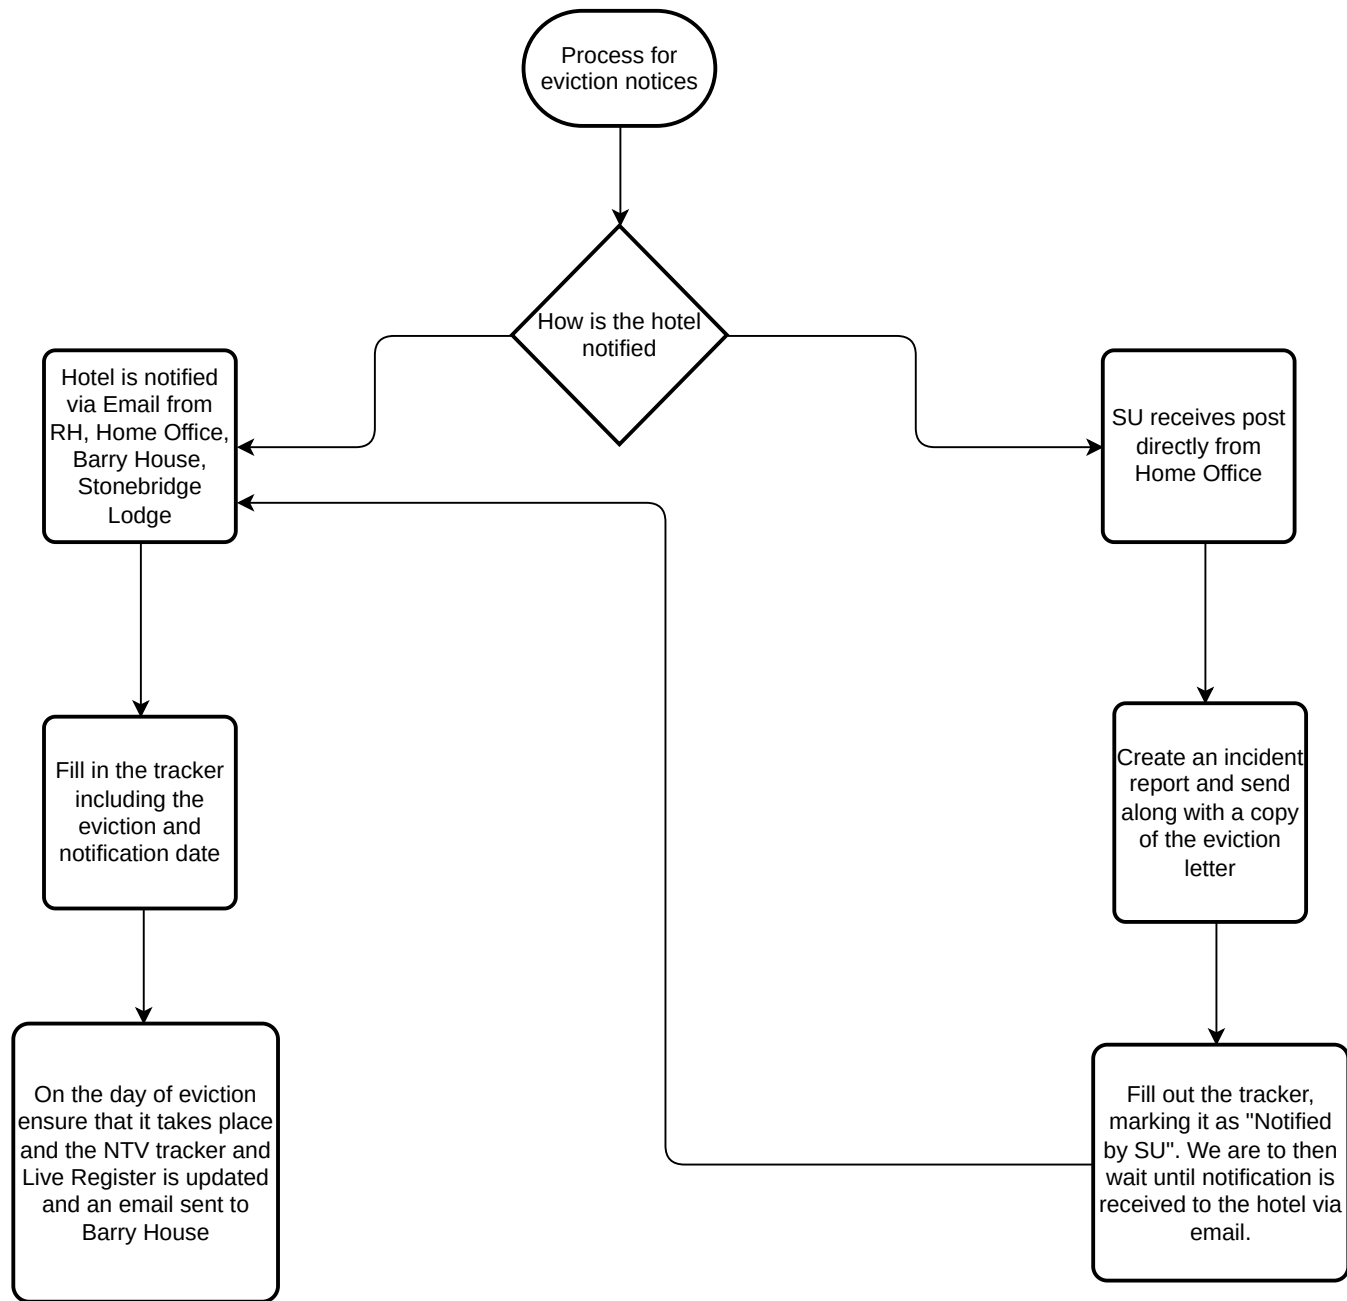 Process for
eviction notices
How is the hotel
notified
Hotel is notified
via Email from
RH, Home Office,
Barry House,
Stonebridge
Lodge
SU receives post
directly from
Home Office
Fill in the tracker
including the
eviction and
notification date
Create an incident
report and send
along with a copy
of the eviction
letter
On the day of eviction
ensure that it takes place
and the NTV tracker and
Live Register is updated
and an email sent to
Barry House
Fill out the tracker,
marking it as "Notified
by SU". We are to then
wait until notification is
received to the hotel via
email.